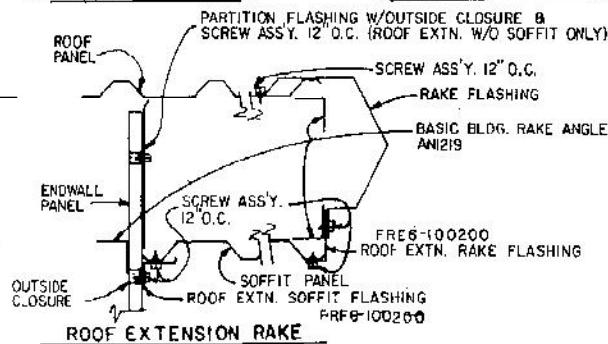 PARTITION FLASHING W/OUTSIDE CLOSURE &
SCREW ASS'Y. 12" O.C. (ROOF EXTN. W/O SOFFIT ONLY)
ROOF
PANEL
SCREW ASS'Y. 12" O.C.
RAKE FLASHING
BASIC BLDG. RAKE ANGLE
AN1219
ENDWALL
PANEL
SCREW ASS'Y.
12" O.C.
FRE6-100200
ROOF EXTN. RAKE FLASHING
OUTSIDE
CLOSURE
SOFFIT PANEL
ROOF EXTN. SOFFIT FLASHING
FRF6-100200
ROOF EXTENSION RAKE